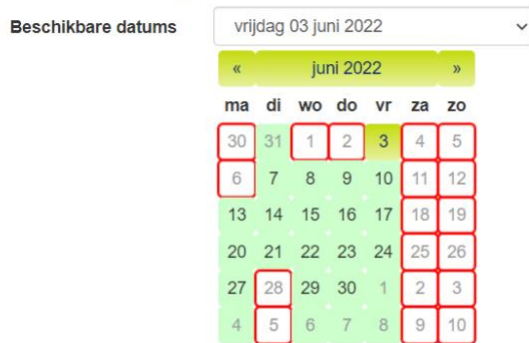 Beschikbare datums vrijdag 03 juni 2022
« juni 2022 »
ma di wo do vr za zo
30 31 1 2 3 4 5
6 7 8 9 10 11 12
13 14 15 16 17 18 19
20 21 22 23 24 25 26
27 28 29 30 1 2 3
4 5 6 7 8 9 10